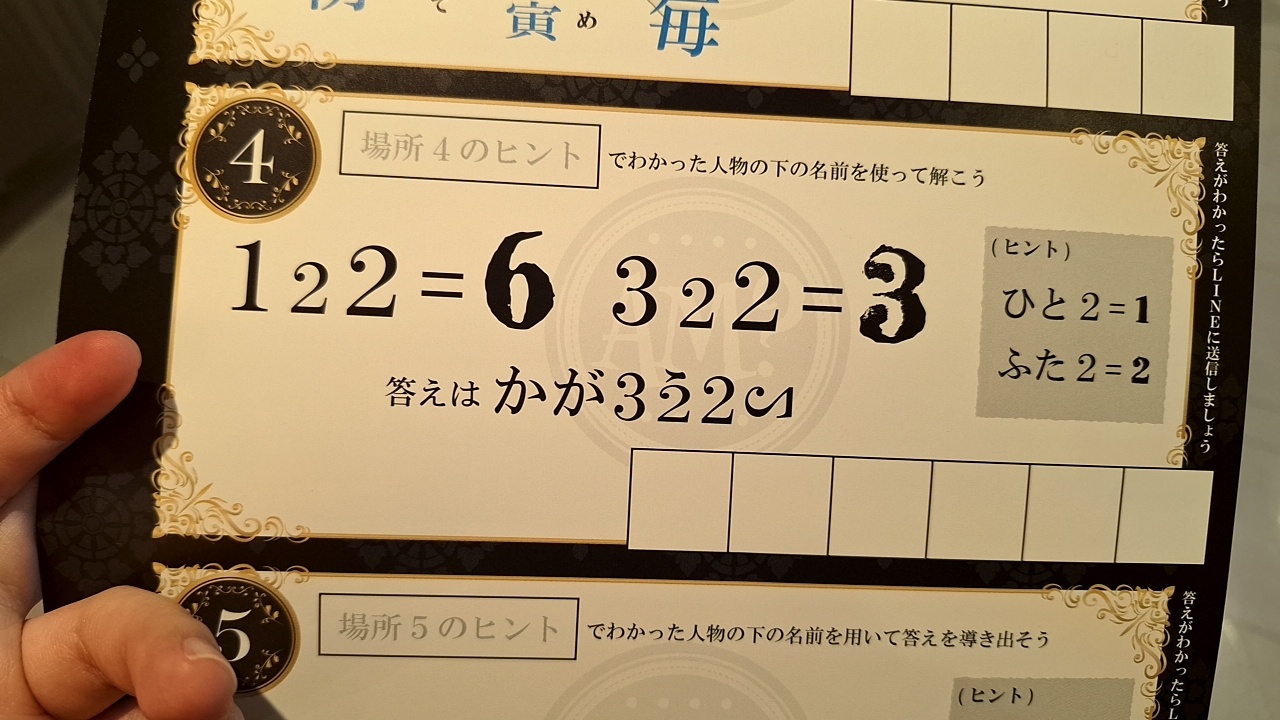 て 寅 め 毎
4
場所4のヒント でわかった人物の下の名前を使って解こう
122=6 322=3
(ヒント)
ひと2=1
ふた2=2
答えは かが322
答えがわかったらLINEに送信しましょう
5
場所5のヒント でわかった人物の下の名前を用いて答えを導き出そう
(ヒント)
答えがわかったらL